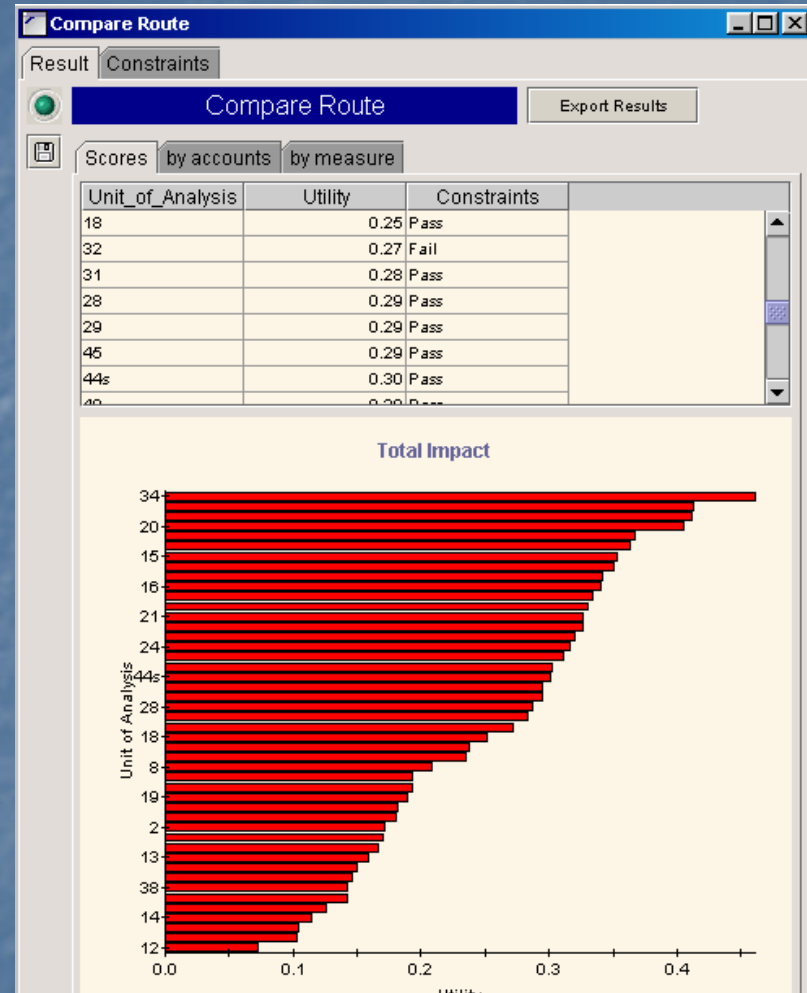 Compare Route
Result Constraints
Compare Route Export Results
Scores by accounts by measure
Unit_of_Analysis Utility Constraints
18 0.25 Pass
32 0.27 Fail
31 0.28 Pass
28 0.29 Pass
29 0.29 Pass
45 0.29 Pass
44s 0.30 Pass
Total Impact
34
20
15
16
21
24
44s
28
18
8
19
2
13
38
14
12
Unit of Analysis
0.0 0.1 0.2 0.3 0.4
Utility